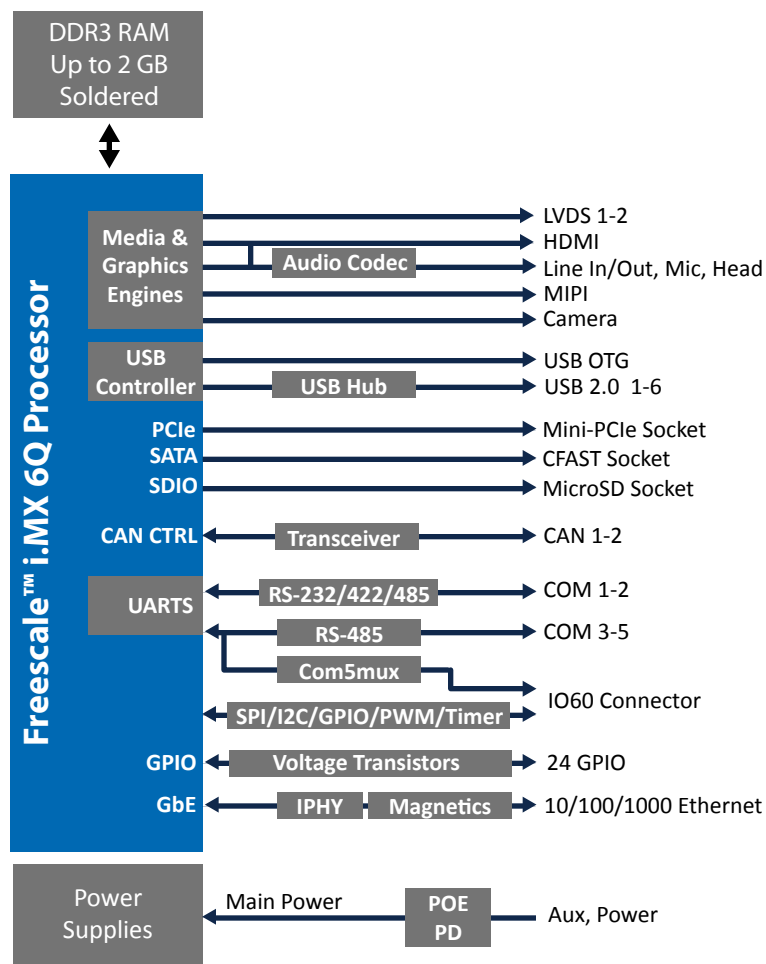 DDR3 RAM
Up to 2 GB
Soldered
Freescale™ i.MX 6Q Processor
Media &
Graphics
Engines
LVDS 1-2
HDMI
Audio Codec
Line In/Out, Mic, Head
MIPI
Camera
USB
Controller
USB OTG
USB Hub
USB 2.0 1-6
PCIe
Mini-PCIe Socket
SATA
CFAST Socket
SDIO
MicroSD Socket
CAN CTRL
Transceiver
CAN 1-2
UARTS
RS-232/422/485
COM 1-2
RS-485
COM 3-5
Com5mux
IO60 Connector
SPI/I2C/GPIO/PWM/Timer
GPIO
Voltage Transistors
24 GPIO
GbE
IPHY
Magnetics
10/100/1000 Ethernet
Power
Supplies
Main Power
POE
PD
Aux, Power